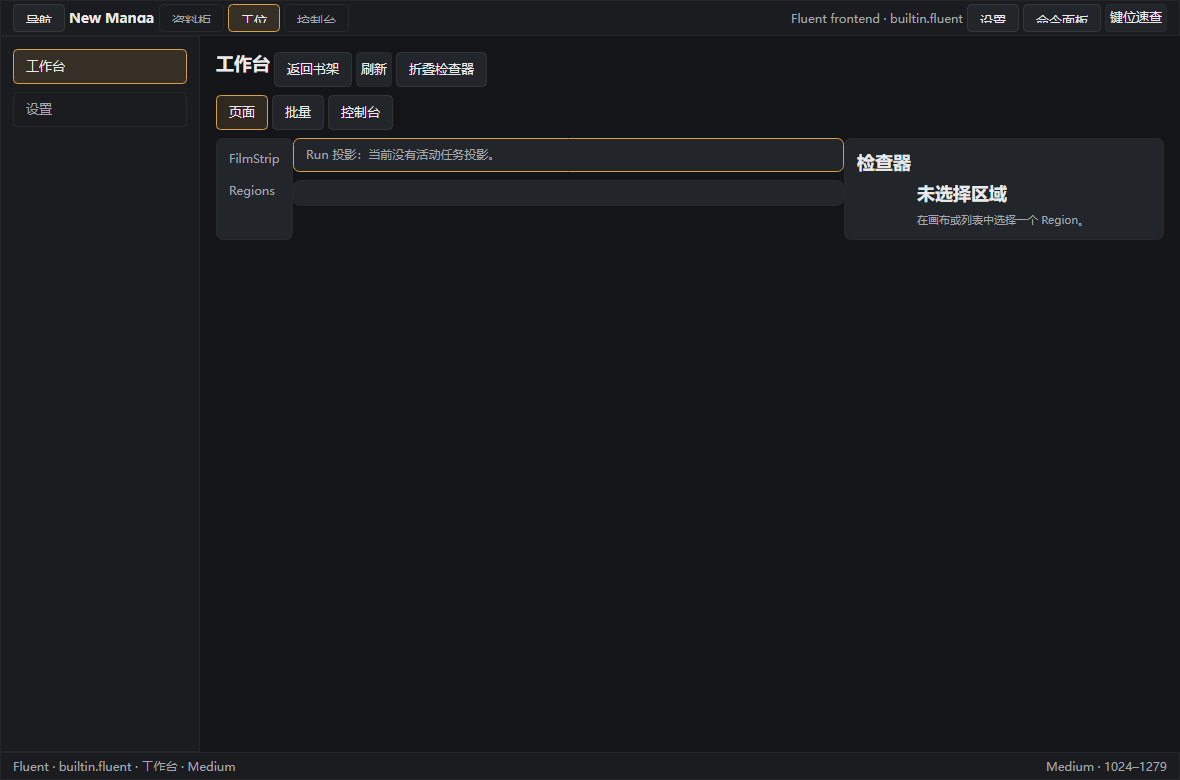 导航 New Manga 资料柜 工位 控制台 Fluent frontend · builtin.fluent 设置 命令面板 键位速查
工作台
设置
工作台 返回书架 刷新 折叠检查器
页面 批量 控制台
FilmStrip
Regions
Run 投影：当前没有活动任务投影。
检查器
未选择区域
在画布或列表中选择一个 Region。
Fluent · builtin.fluent · 工作台 · Medium
Medium · 1024–1279